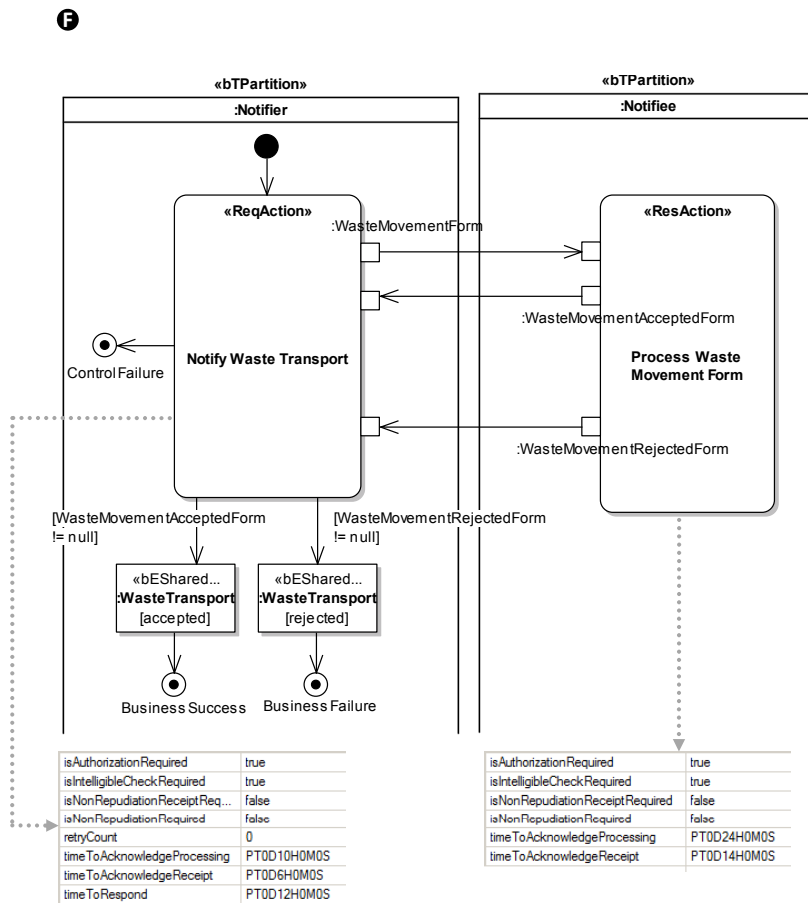 F
«bTPartition»
:Notifier
«bTPartition»
:Notifiee
«ReqAction»
:WasteMovementForm
«ResAction»
:WasteMovementAcceptedForm
Control Failure
Notify Waste Transport
Process Waste
Movement Form
:WasteMovementRejectedForm
[WasteMovementAcceptedForm
!= null]
[WasteMovementRejectedForm
!= null]
«bEShared...
:WasteTransport
[accepted]
«bEShared...
:WasteTransport
[rejected]
Business Success
Business Failure
isAuthorizationRequired true
isIntelligibleCheckRequired true
isNonRepudiationReceiptReq... false
isNonRepudiationRequired false
retryCount 0
timeToAcknowledgeProcessing PT0D10H0M0S
timeToAcknowledgeReceipt PT0D6H0M0S
timeToRespond PT0D12H0M0S
isAuthorizationRequired true
isIntelligibleCheckRequired true
isNonRepudiationReceiptRequired false
isNonRepudiationRequired false
timeToAcknowledgeProcessing PT0D24H0M0S
timeToAcknowledgeReceipt PT0D14H0M0S